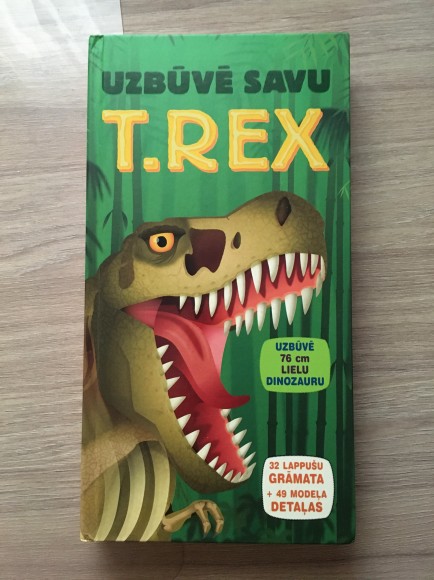 UZBŪVĒ SAVU
T.REX
UZBŪVĒ
76 cm
LIELU
DINOZAURU
32 LAPPUŠU
GRĀMATA
+ 49 MODEĻA
DETAĻAS